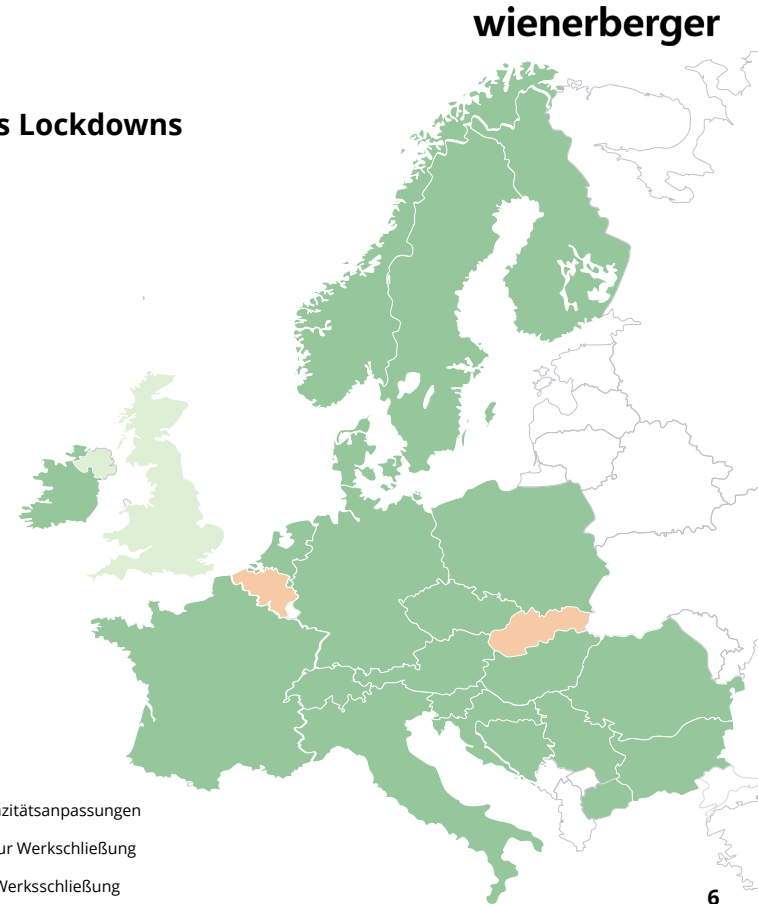 wienerberger
s Lockdowns
zitätsanpassungen
ur Werkschließung
Werksschließung
6